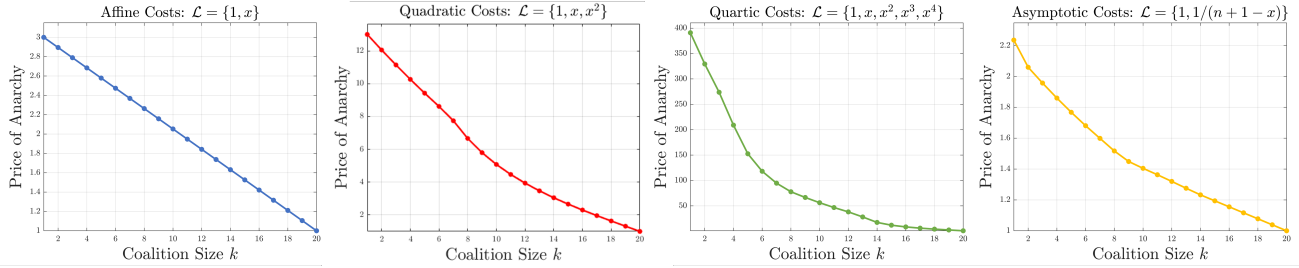 Affine Costs: ℒ = {1, x}
Price of Anarchy
3
2.8
2.6
2.4
2.2
2
1.8
1.6
1.4
1.2
1
2 4 6 8 10 12 14 16 18 20
Coalition Size k
Quadratic Costs: ℒ = {1, x, x²}
Price of Anarchy
12
10
8
6
4
2
2 4 6 8 10 12 14 16 18 20
Coalition Size k
Quartic Costs: ℒ = {1, x, x², x³, x⁴}
Price of Anarchy
400
350
300
250
200
150
100
50
2 4 6 8 10 12 14 16 18 20
Coalition Size k
Asymptotic Costs: ℒ = {1, 1/(n + 1 − x)}
Price of Anarchy
2.2
2
1.8
1.6
1.4
1.2
1
2 4 6 8 10 12 14 16 18 20
Coalition Size k